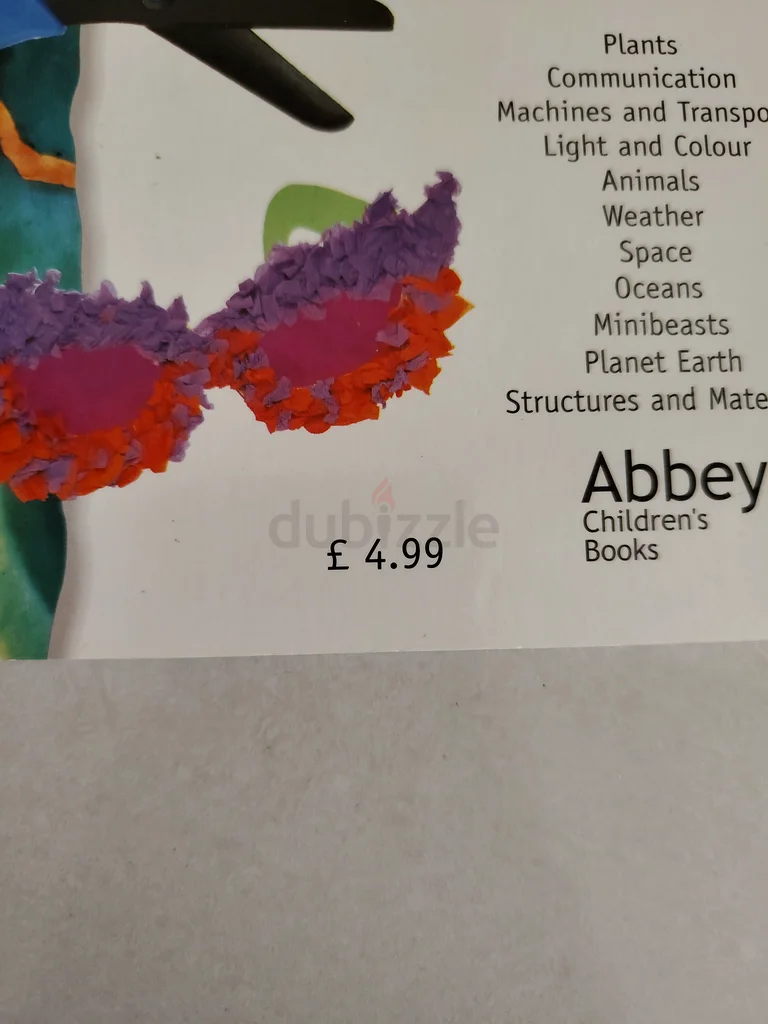 Plants
Communication
Machines and Transpo
Light and Colour
Animals
Weather
Space
Oceans
Minibeasts
Planet Earth
Structures and Mate
Abbey
Children's
Books
dubizzle
£ 4.99